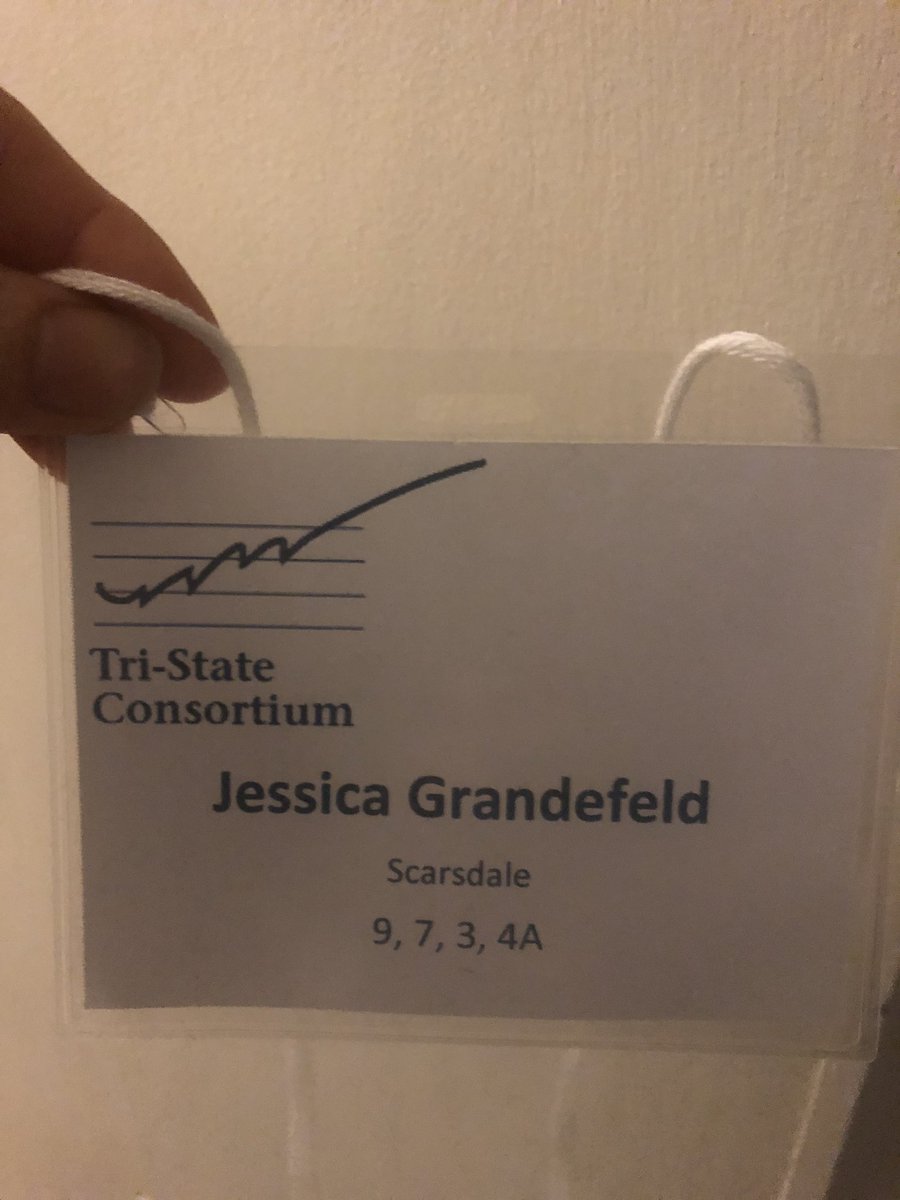 Tri-State
Consortium
Jessica Grandefeld
Scarsdale
9, 7, 3, 4A